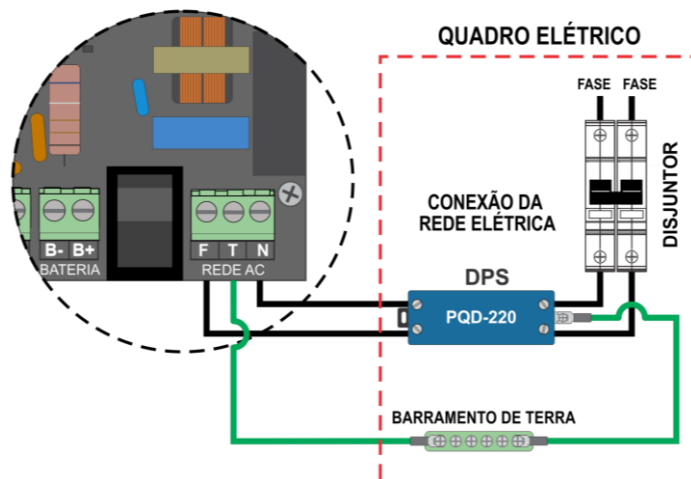 QUADRO ELÉTRICO
FASE FASE
DISJUNTOR
CONEXÃO DA
REDE ELÉTRICA
B- B+
BATERIA
F T N
REDE AC
DPS
PQD-220
BARRAMENTO DE TERRA